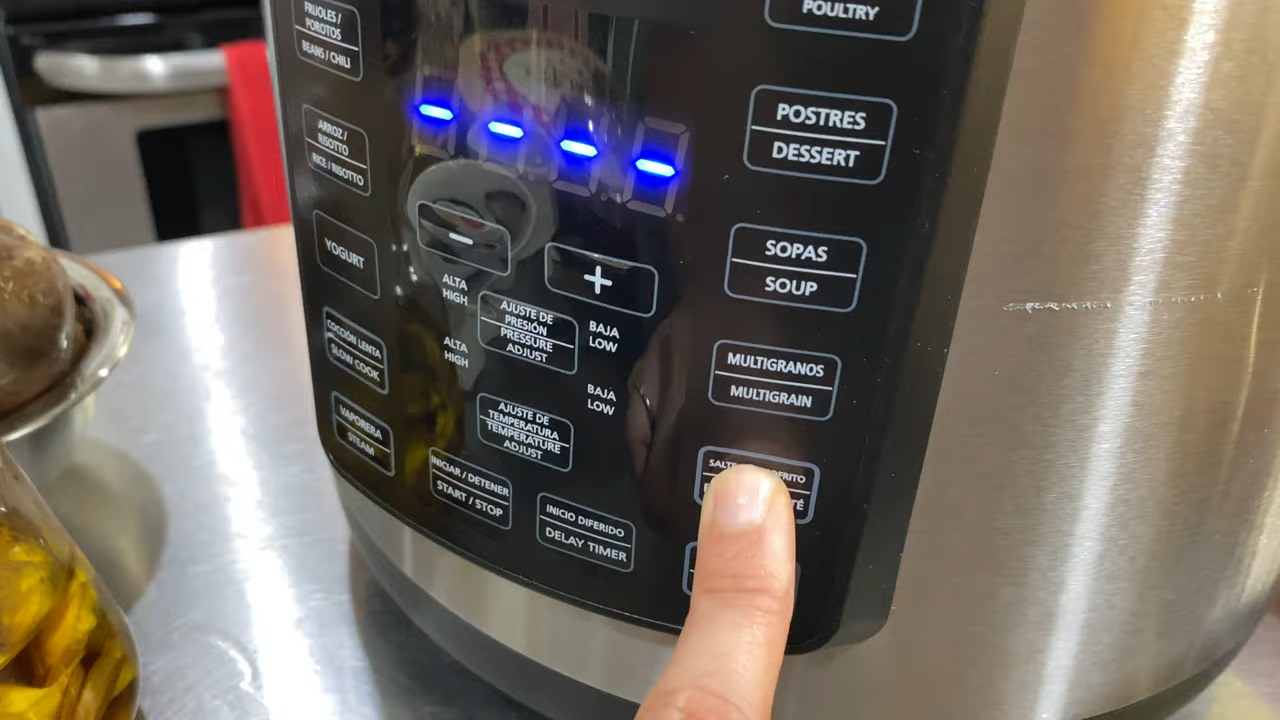 FRIJOLES /
POROTOS
BEANS / CHILI
ARROZ /
RISOTTO
RICE / RISOTTO
YOGURT
COCCIÓN LENTA
SLOW COOK
VAPORERA
STEAM
-
+
ALTA
HIGH
AJUSTE DE
PRESIÓN
PRESSURE
ADJUST
BAJA
LOW
ALTA
HIGH
BAJA
LOW
AJUSTE DE
TEMPERATURA
TEMPERATURE
ADJUST
INICIAR / DETENER
START / STOP
INICIO DIFERIDO
DELAY TIMER
POULTRY
POSTRES
DESSERT
SOPAS
SOUP
MULTIGRANOS
MULTIGRAIN